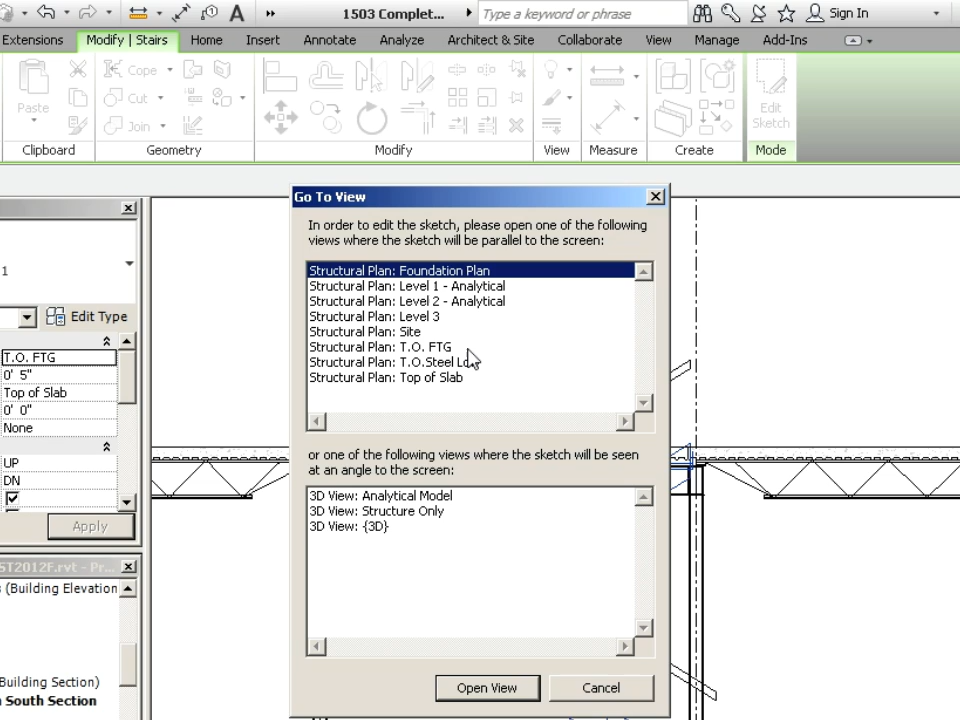 1503 Complet...
Type a keyword or phrase
Sign In
Extensions
Modify | Stairs
Home
Insert
Annotate
Analyze
Architect & Site
Collaborate
View
Manage
Add-Ins
Paste
Cope
Cut
Join
Edit
Sketch
Clipboard
Geometry
Modify
View
Measure
Create
Mode
Go To View
In order to edit the sketch, please open one of the following
views where the sketch will be parallel to the screen:
Structural Plan: Foundation Plan
Structural Plan: Level 1 - Analytical
Structural Plan: Level 2 - Analytical
Structural Plan: Level 3
Structural Plan: Site
Structural Plan: T.O. FTG
Structural Plan: T.O.Steel
Structural Plan: Top of Slab
or one of the following views where the sketch will be seen
at an angle to the screen:
3D View: Analytical Model
3D View: Structure Only
3D View: {3D}
Open View
Cancel
1
Edit Type
T.O. FTG
0' 5"
Top of Slab
0' 0"
None
UP
DN
Apply
ST2012F.rvt - Pr...
(Building Elevation
Building Section)
South Section